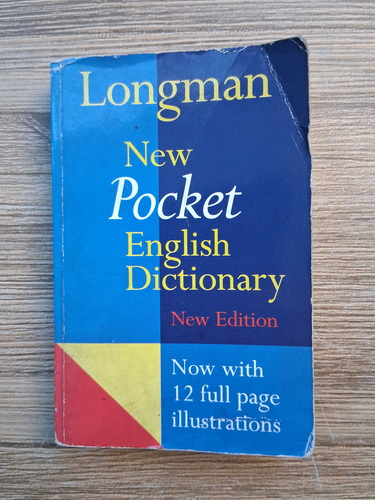 Longman
New
Pocket
English
Dictionary
New Edition
Now with
12 full page
illustrations